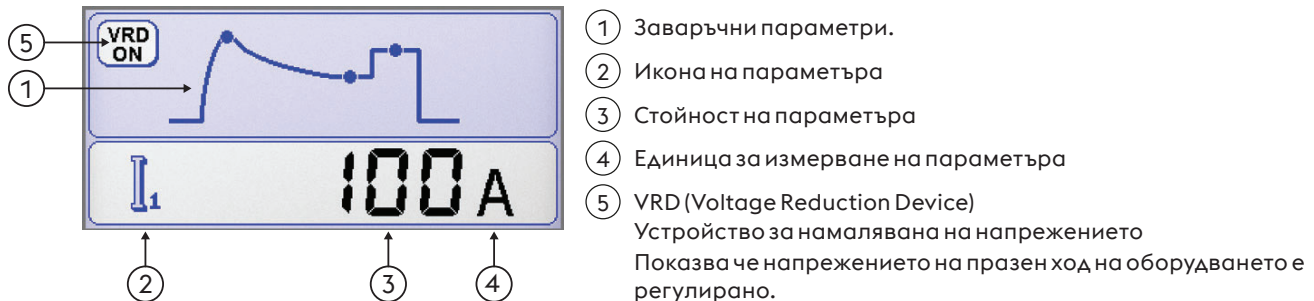 VRD
ON
5
1
I1
100 A
2
3
4
1 Заваръчни параметри.
2 Икона на параметъра
3 Стойност на параметъра
4 Единица за измерване на параметъра
5 VRD (Voltage Reduction Device)
Устройство за намалявана на напрежението
Показва че напрежението на празен ход на оборудването е
регулирано.